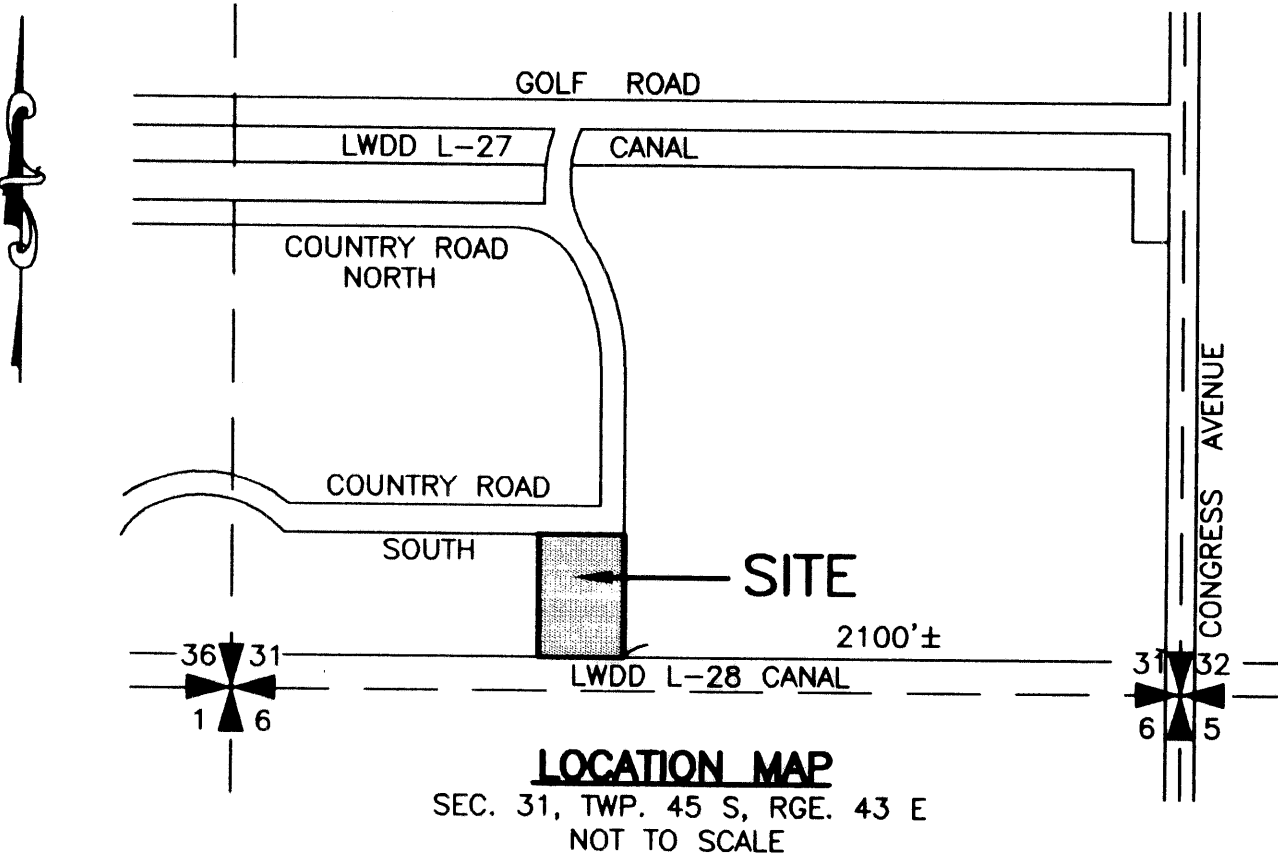 GOLF ROAD
LWDD L-27 CANAL
COUNTRY ROAD
NORTH
CONGRESS AVENUE
COUNTRY ROAD
SOUTH
SITE
2100'±
36 31
31 32
LWDD L-28 CANAL
1 6
6 5
LOCATION MAP
SEC. 31, TWP. 45 S, RGE. 43 E
NOT TO SCALE